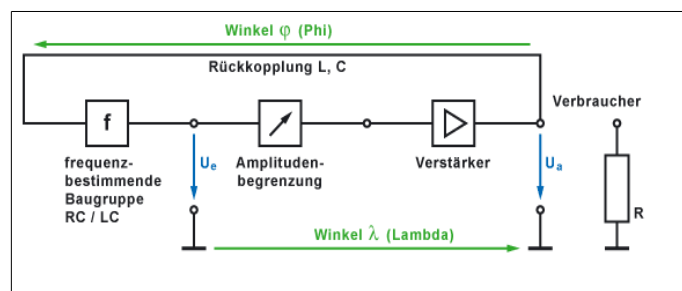 Winkel φ (Phi)
Rückkopplung L, C
Verbraucher
f
frequenz-
bestimmende
Baugruppe
RC / LC
Ue
Amplituden-
begrenzung
Verstärker
Ua
R
Winkel λ (Lambda)